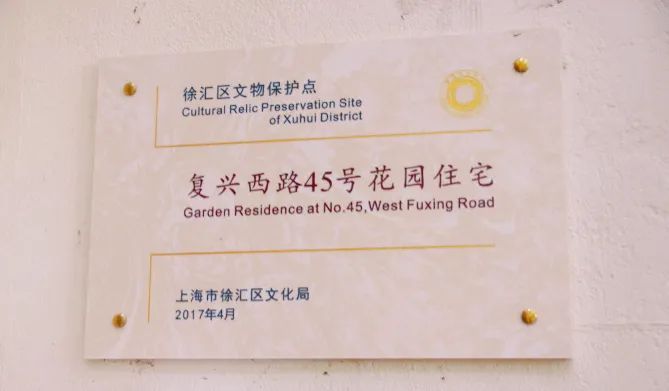 徐汇区文物保护点
Cultural Relic Preservation Site
of Xuhui District
复兴西路45号花园住宅
Garden Residence at No.45,West Fuxing Road
上海市徐汇区文化局
2017年4月